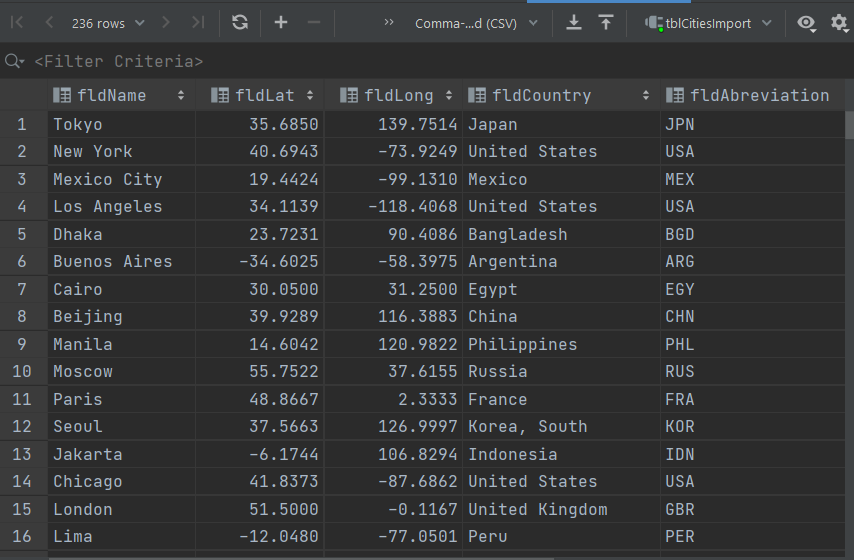 236 rows Comma-...d (CSV) tblCitiesImport
<Filter Criteria>
fldName fldLat fldLong fldCountry fldAbreviation
1 Tokyo 35.6850 139.7514 Japan JPN
2 New York 40.6943 -73.9249 United States USA
3 Mexico City 19.4424 -99.1310 Mexico MEX
4 Los Angeles 34.1139 -118.4068 United States USA
5 Dhaka 23.7231 90.4086 Bangladesh BGD
6 Buenos Aires -34.6025 -58.3975 Argentina ARG
7 Cairo 30.0500 31.2500 Egypt EGY
8 Beijing 39.9289 116.3883 China CHN
9 Manila 14.6042 120.9822 Philippines PHL
10 Moscow 55.7522 37.6155 Russia RUS
11 Paris 48.8667 2.3333 France FRA
12 Seoul 37.5663 126.9997 Korea, South KOR
13 Jakarta -6.1744 106.8294 Indonesia IDN
14 Chicago 41.8373 -87.6862 United States USA
15 London 51.5000 -0.1167 United Kingdom GBR
16 Lima -12.0480 -77.0501 Peru PER